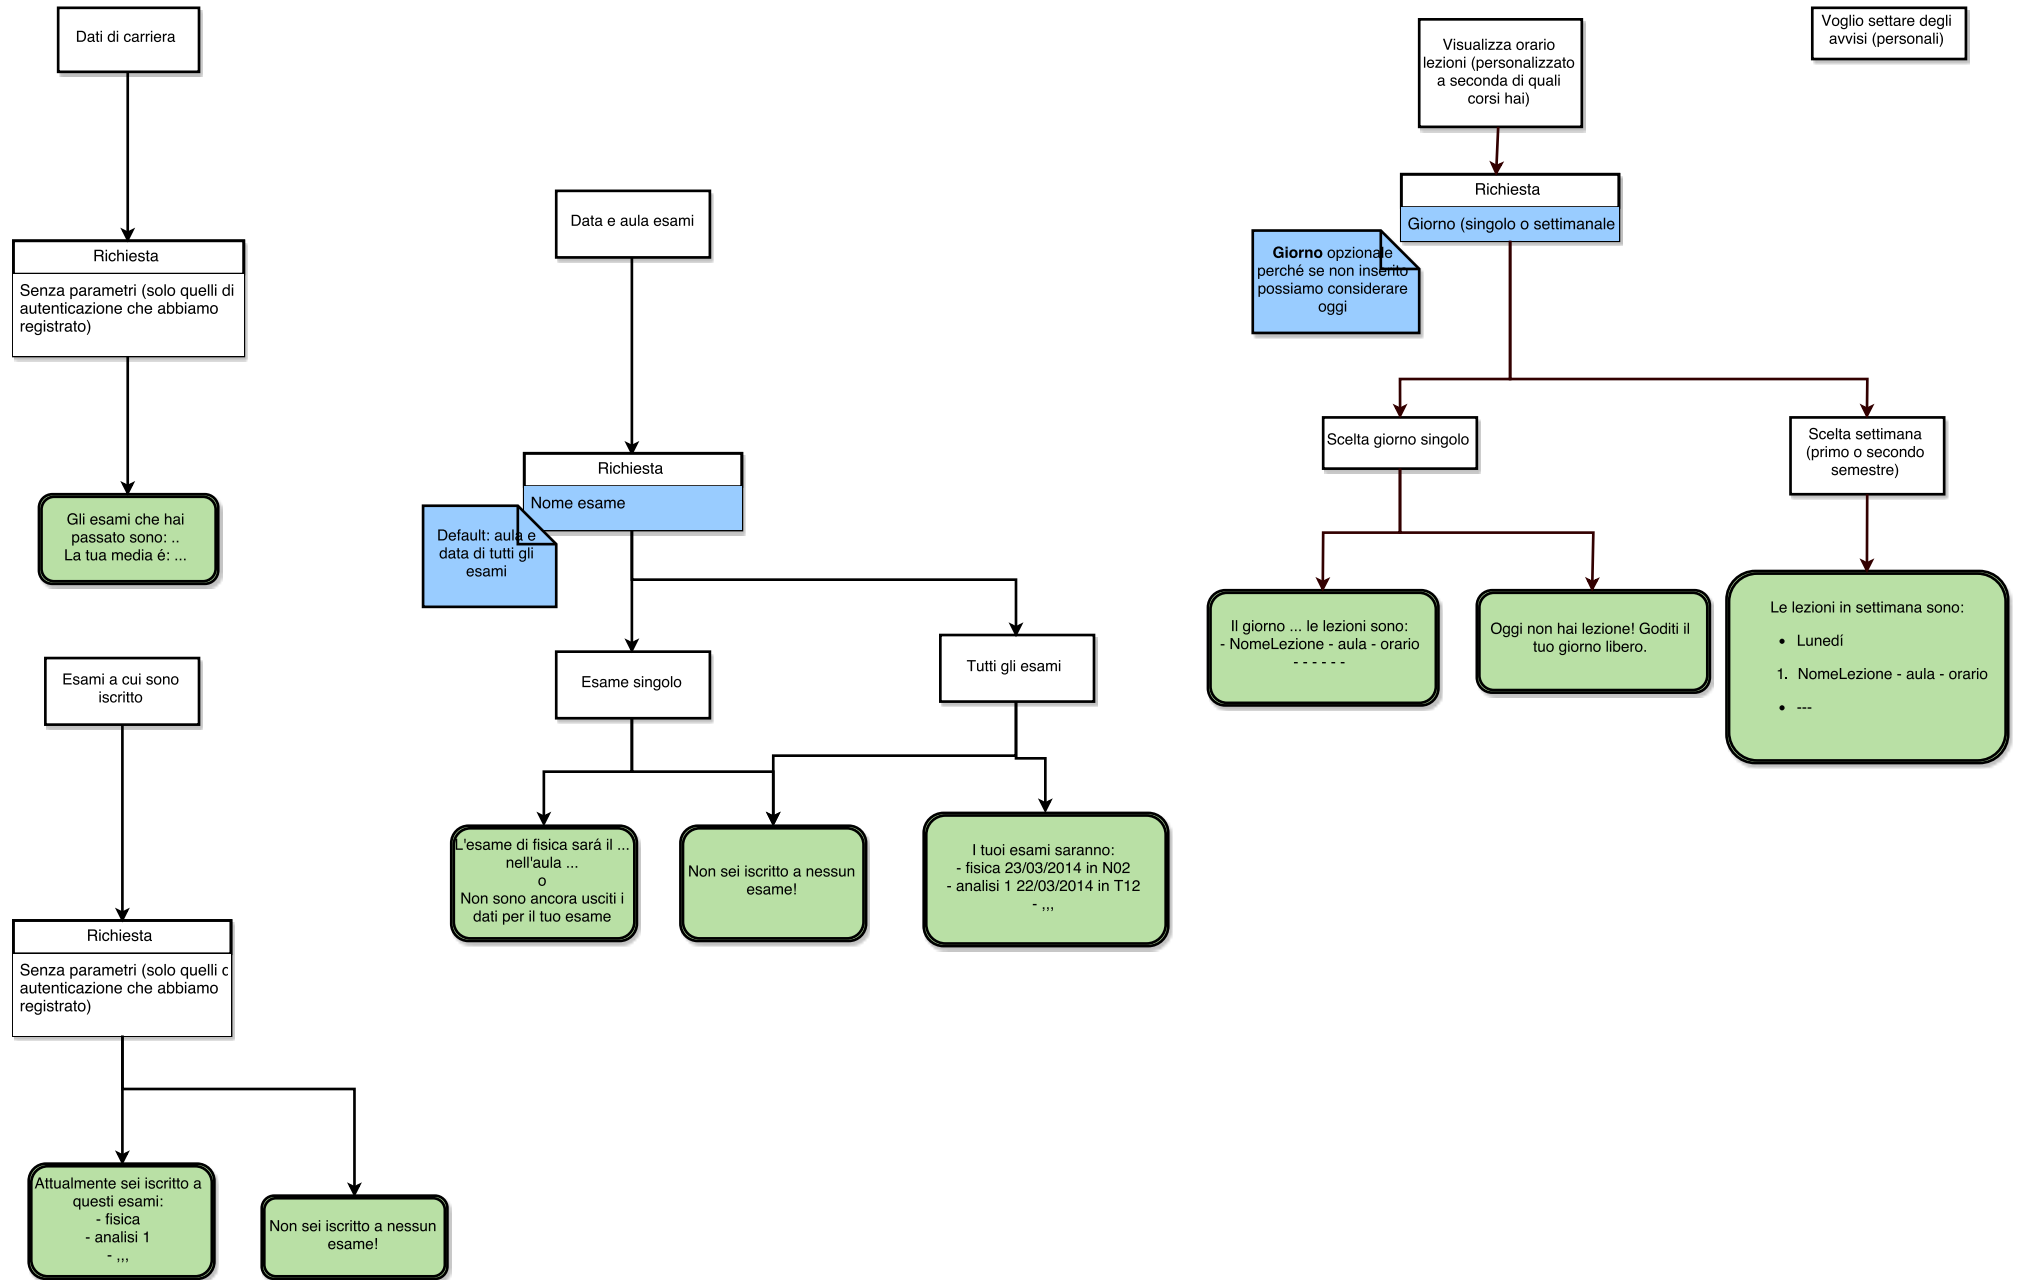 Dati di carriera
Richiesta
Senza parametri (solo quelli di
autenticazione che abbiamo
registrato)
Gli esami che hai
passato sono: ..
La tua media é: ...
Esami a cui sono
iscritto
Richiesta
Senza parametri (solo quelli
autenticazione che abbiamo
registrato)
Attualmente sei iscritto a
questi esami:
- fisica
- analisi 1
- ,,,
Non sei iscritto a nessun
esame!
Data e aula esami
Richiesta
Nome esame
Default: aula e
data di tutti gli
esami
Esame singolo
Tutti gli esami
L'esame di fisica sará il ...
nell'aula ...
o
Non sono ancora usciti i
dati per il tuo esame
Non sei iscritto a nessun
esame!
I tuoi esami saranno:
- fisica 23/03/2014 in N02
- analisi 1 22/03/2014 in T12
- ,,,
Visualizza orario
lezioni (personalizzato
a seconda di quali
corsi hai)
Richiesta
Giorno (singolo o settimanale
Giorno opzionale
perché se non inserito
possiamo considerare
oggi
Scelta giorno singolo
Scelta settimana
(primo o secondo
semestre)
Il giorno ... le lezioni sono:
- NomeLezione - aula - orario
- - - - - -
Oggi non hai lezione! Goditi il
tuo giorno libero.
Le lezioni in settimana sono:
• Lunedí
1. NomeLezione - aula - orario
• ---
Voglio settare degli
avvisi (personali)